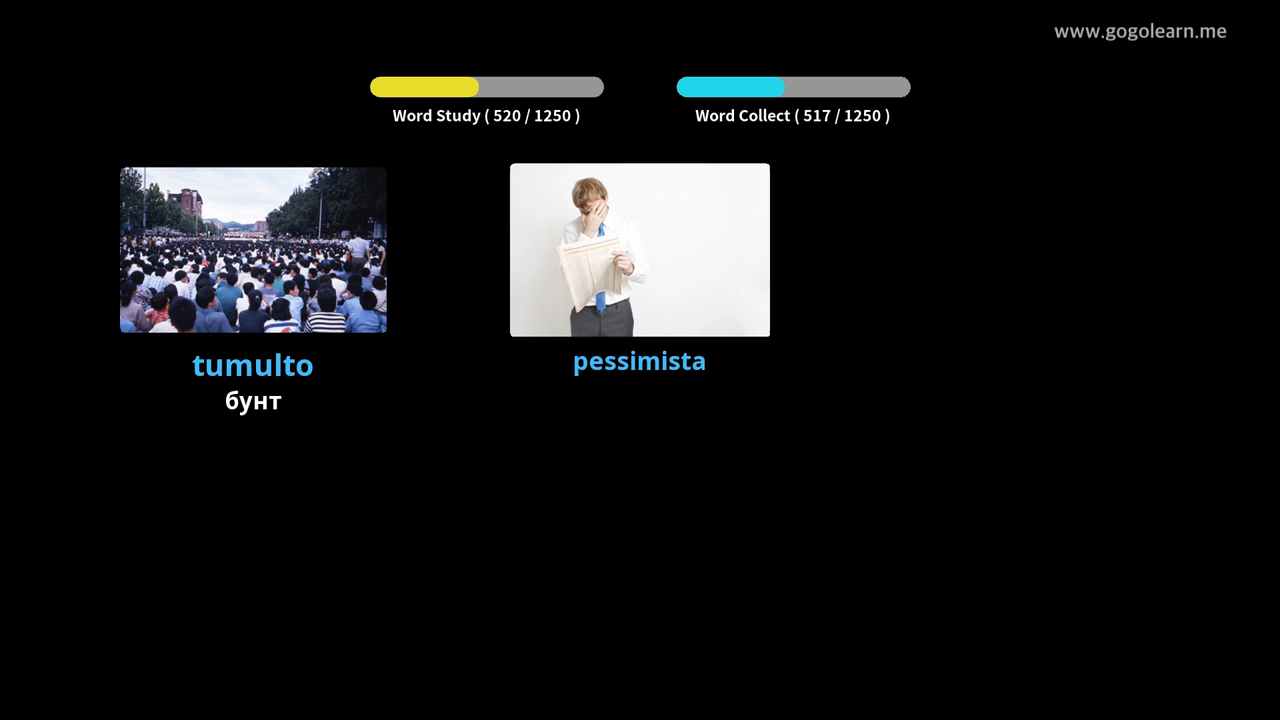 www.gogolearn.me
Word Study ( 520 / 1250 )
Word Collect ( 517 / 1250 )
tumulto
бунт
pessimista